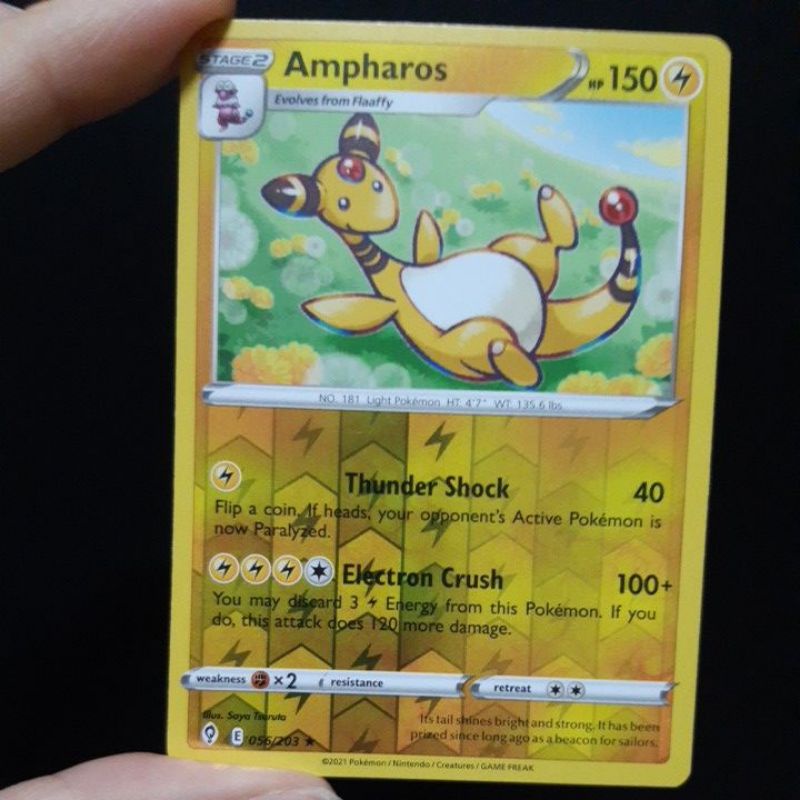 STAGE 2 Ampharos HP 150
Evolves from Flaaffy
NO. 181 Light Pokémon HT: 4'7" WT: 135.6 lbs
Thunder Shock 40
Flip a coin. If heads, your opponent's Active Pokémon is
now Paralyzed.
Electron Crush 100+
You may discard 3 Energy from this Pokémon. If you
do, this attack does 120 more damage.
weakness ×2 resistance retreat
Illus. Saya Tsuruta
E 056/203 ★
Its tail shines bright and strong. It has been
prized since long ago as a beacon for sailors.
©2021 Pokémon / Nintendo / Creatures / GAME FREAK